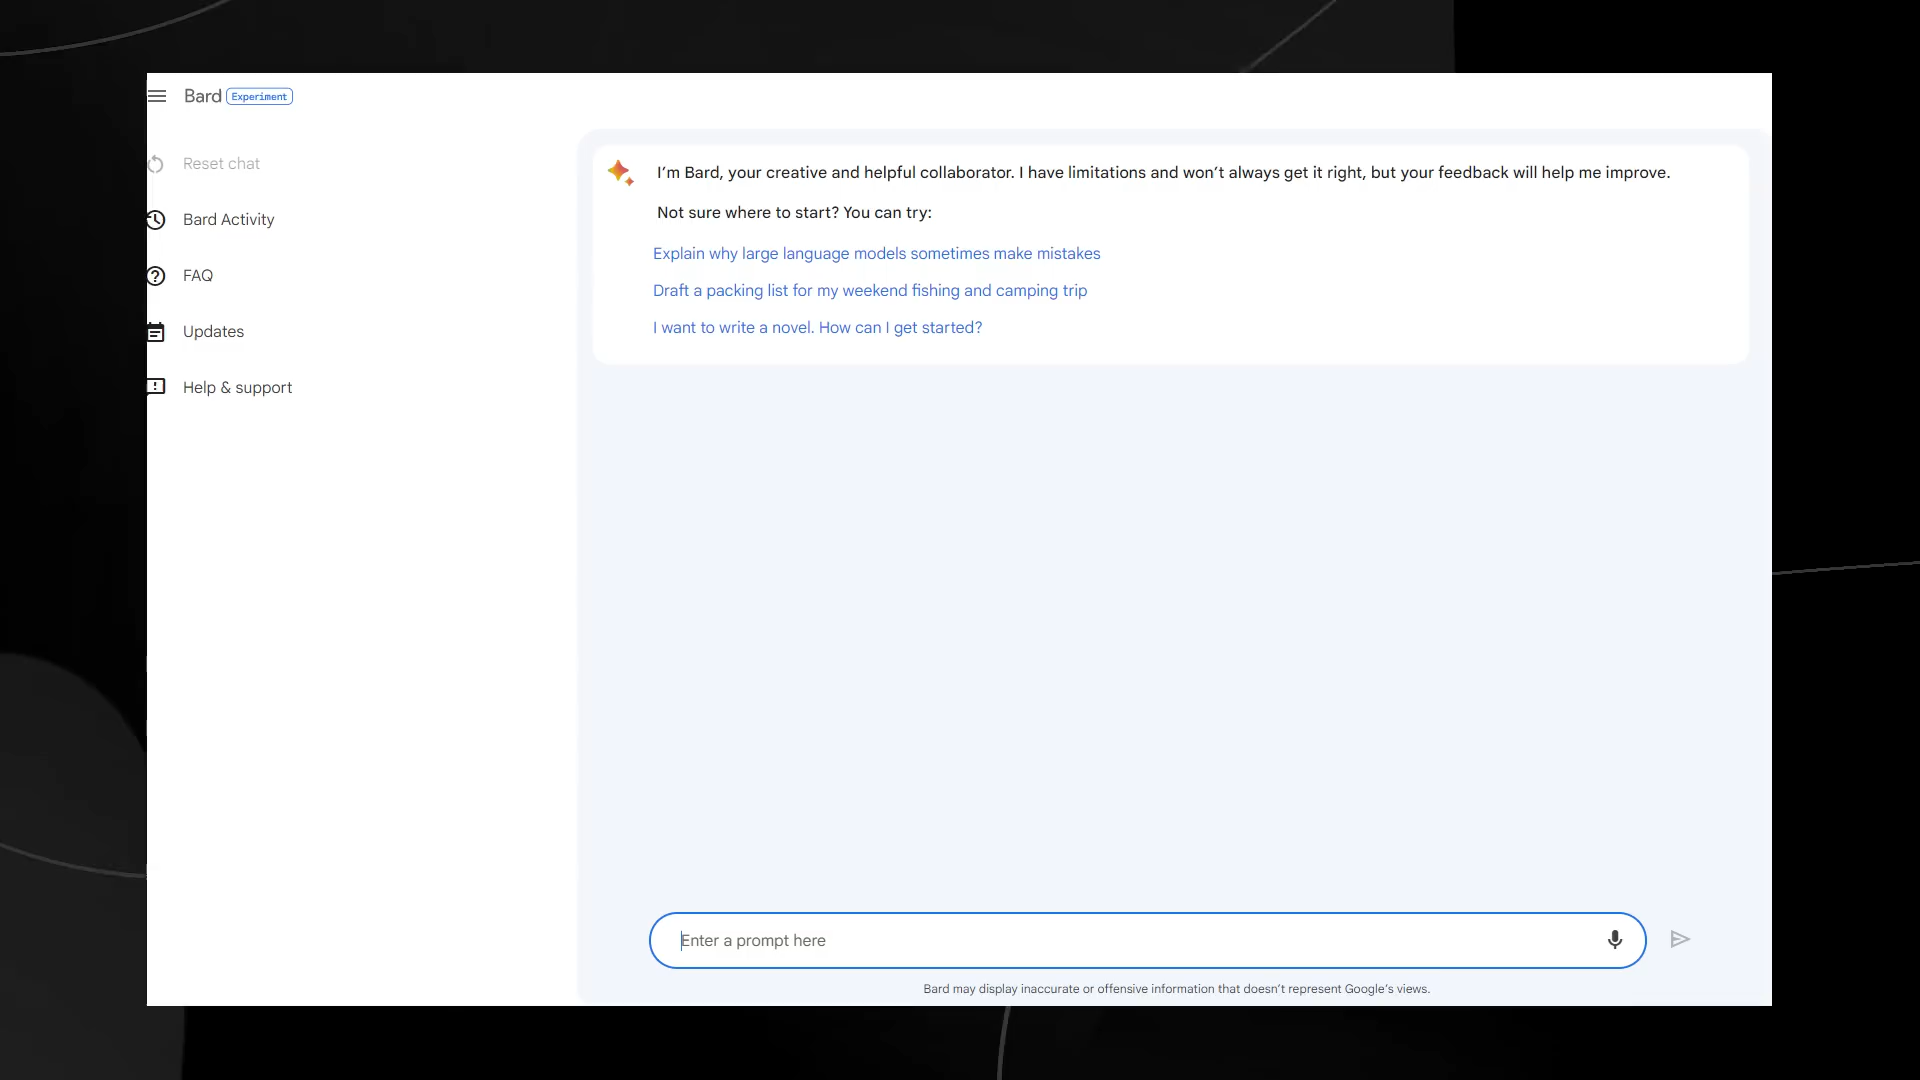 Bard Experiment
Reset chat
Bard Activity
FAQ
Updates
Help & support
I’m Bard, your creative and helpful collaborator. I have limitations and won’t always get it right, but your feedback will help me improve.
Not sure where to start? You can try:
Explain why large language models sometimes make mistakes
Draft a packing list for my weekend fishing and camping trip
I want to write a novel. How can I get started?
Enter a prompt here
Bard may display inaccurate or offensive information that doesn’t represent Google’s views.